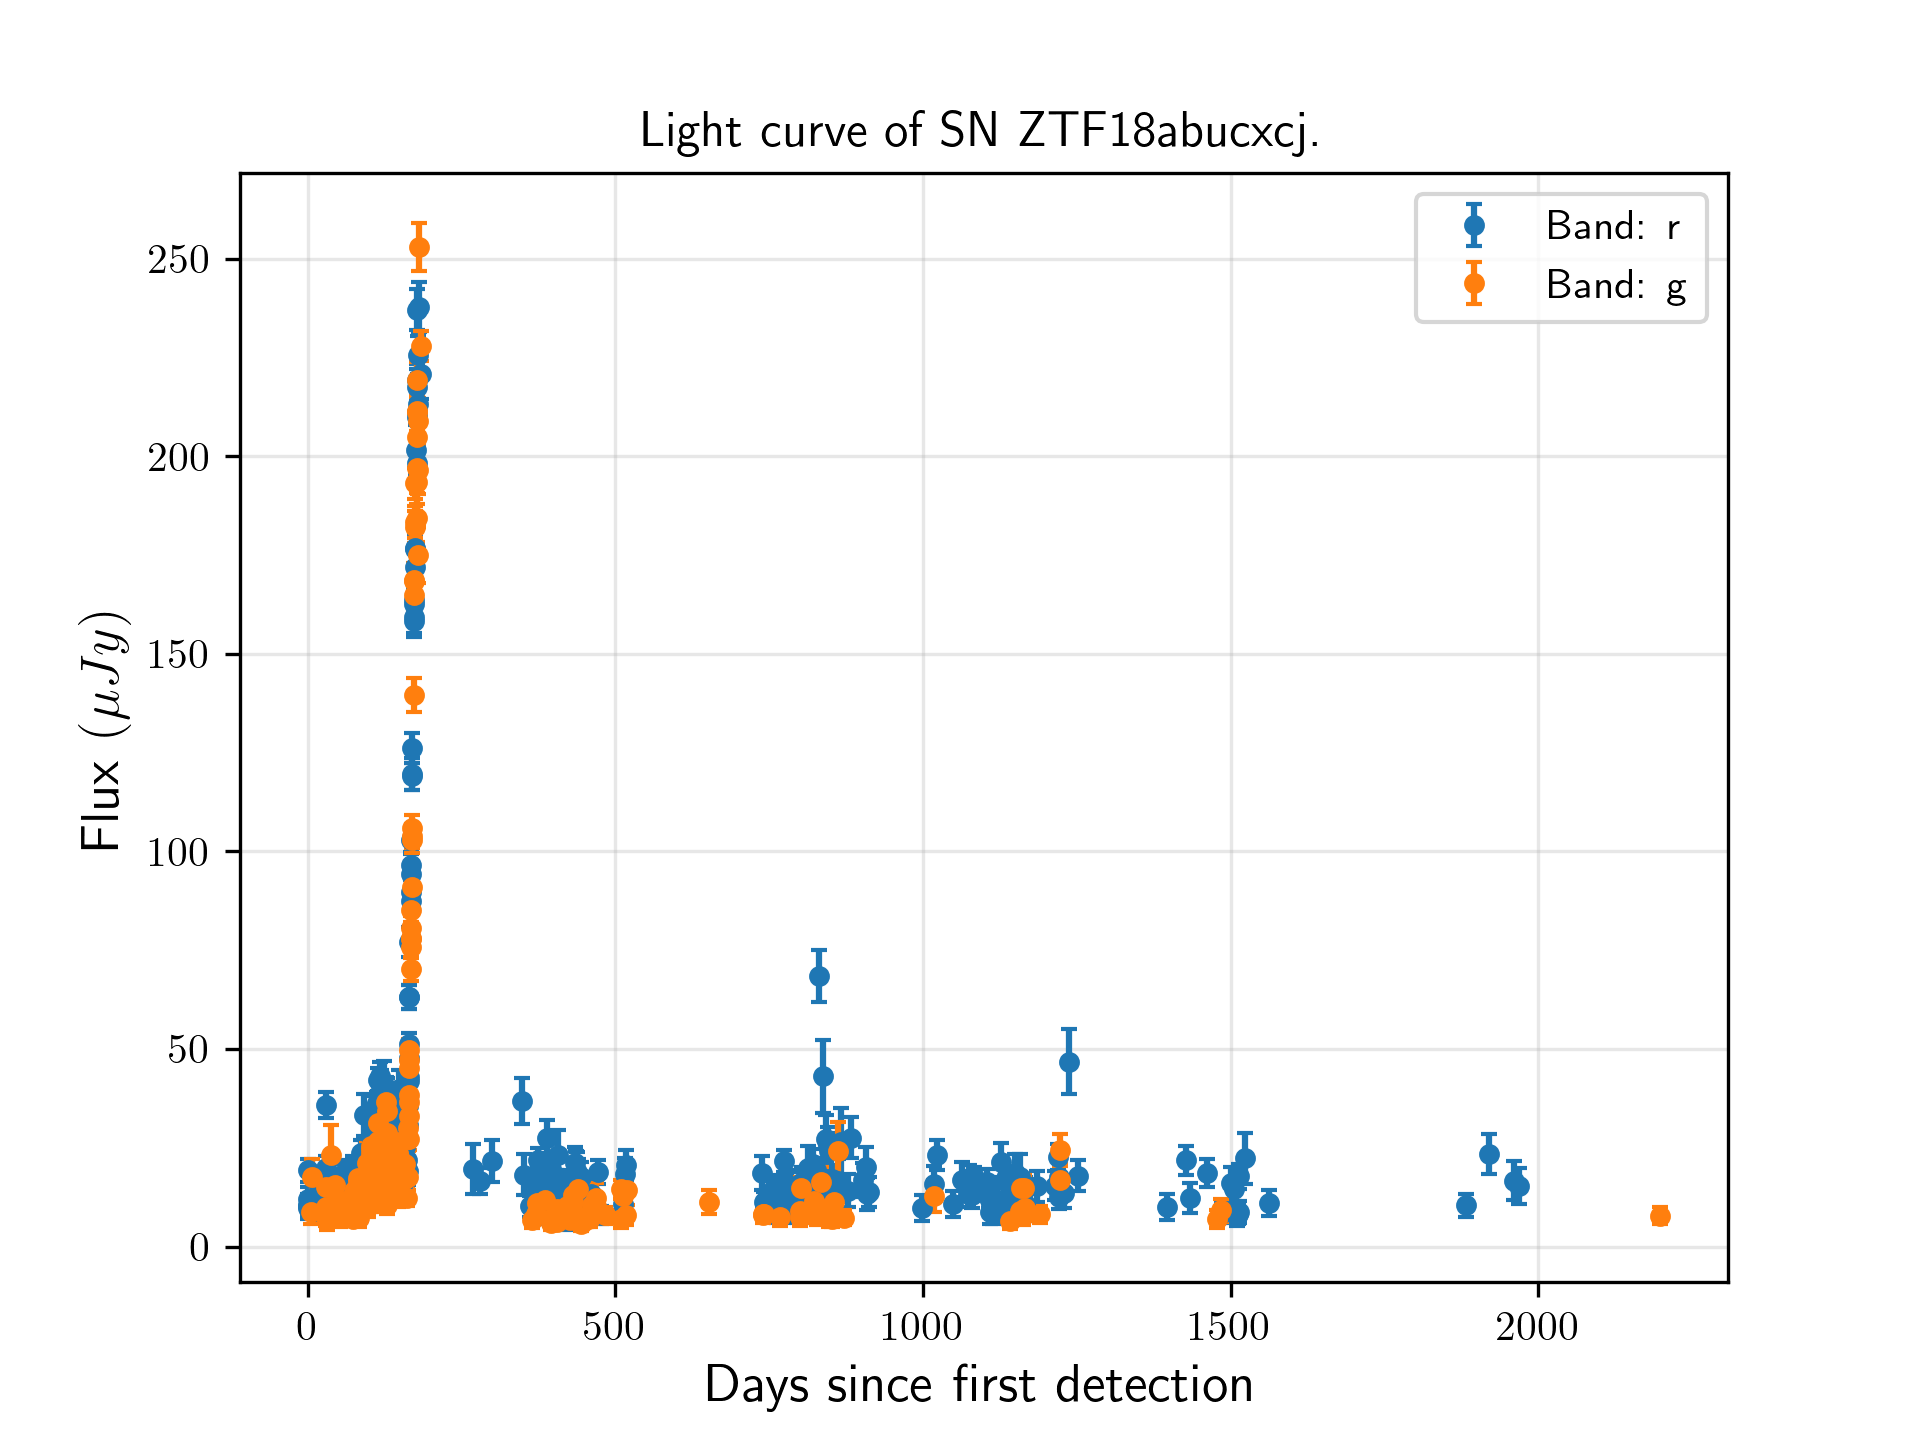 Light curve of SN ZTF18abucxcj.
Band: r
Band: g
Flux (μJy)
250
200
150
100
50
0
0 500 1000 1500 2000
Days since first detection